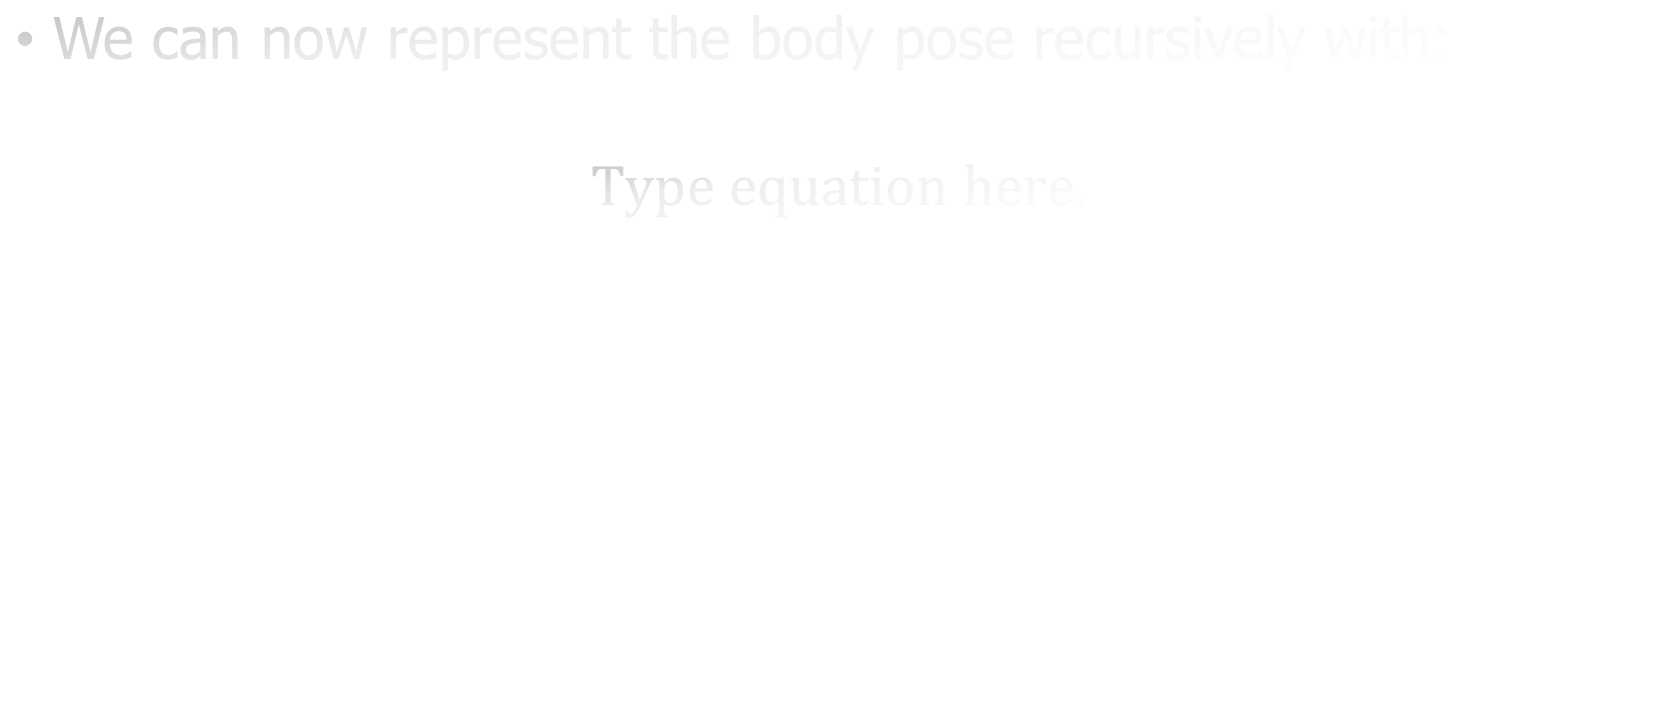 • We can now represent the body pose recursively with:
Type equation here.